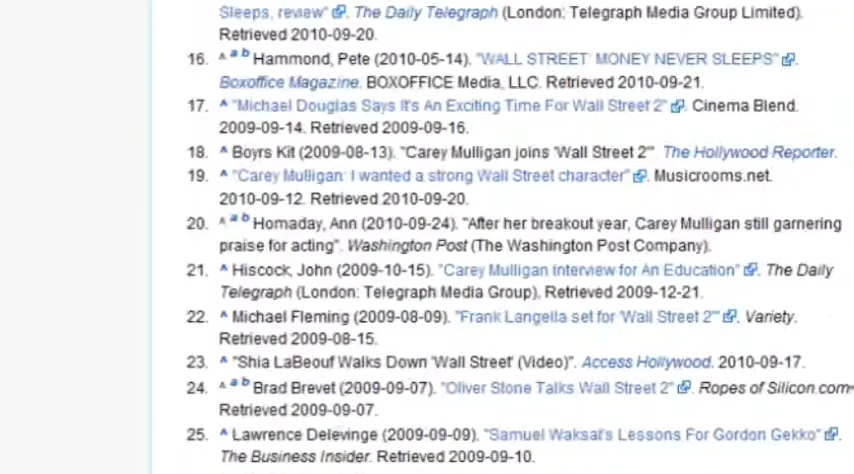 Sleeps, review". The Daily Telegraph (London: Telegraph Media Group Limited).
Retrieved 2010-09-20.
16. ^ a b Hammond, Pete (2010-05-14). "WALL STREET: MONEY NEVER SLEEPS".
Boxoffice Magazine. BOXOFFICE Media, LLC. Retrieved 2010-09-21.
17. ^ "Michael Douglas Says It's An Exciting Time For Wall Street 2". Cinema Blend.
2009-09-14. Retrieved 2009-09-16.
18. ^ Boyrs Kit (2009-08-13). "Carey Mulligan joins 'Wall Street 2'" The Hollywood Reporter.
19. ^ "Carey Mulligan: I wanted a strong Wall Street character". Musicrooms.net.
2010-09-12. Retrieved 2010-09-20.
20. ^ a b Hornaday, Ann (2010-09-24). "After her breakout year, Carey Mulligan still garnering
praise for acting". Washington Post (The Washington Post Company).
21. ^ Hiscock, John (2009-10-15). "Carey Mulligan interview for An Education". The Daily
Telegraph (London: Telegraph Media Group). Retrieved 2009-12-21.
22. ^ Michael Fleming (2009-08-09). "Frank Langella set for 'Wall Street 2'". Variety.
Retrieved 2009-08-15.
23. ^ "Shia LaBeouf Walks Down 'Wall Street' (Video)". Access Hollywood. 2010-09-17.
24. ^ a b Brad Brevet (2009-09-07). "Oliver Stone Talks Wall Street 2". Ropes of Silicon.com
Retrieved 2009-09-07.
25. ^ Lawrence Delevinge (2009-09-09). "Samuel Waksal's Lessons For Gordon Gekko".
The Business Insider. Retrieved 2009-09-10.